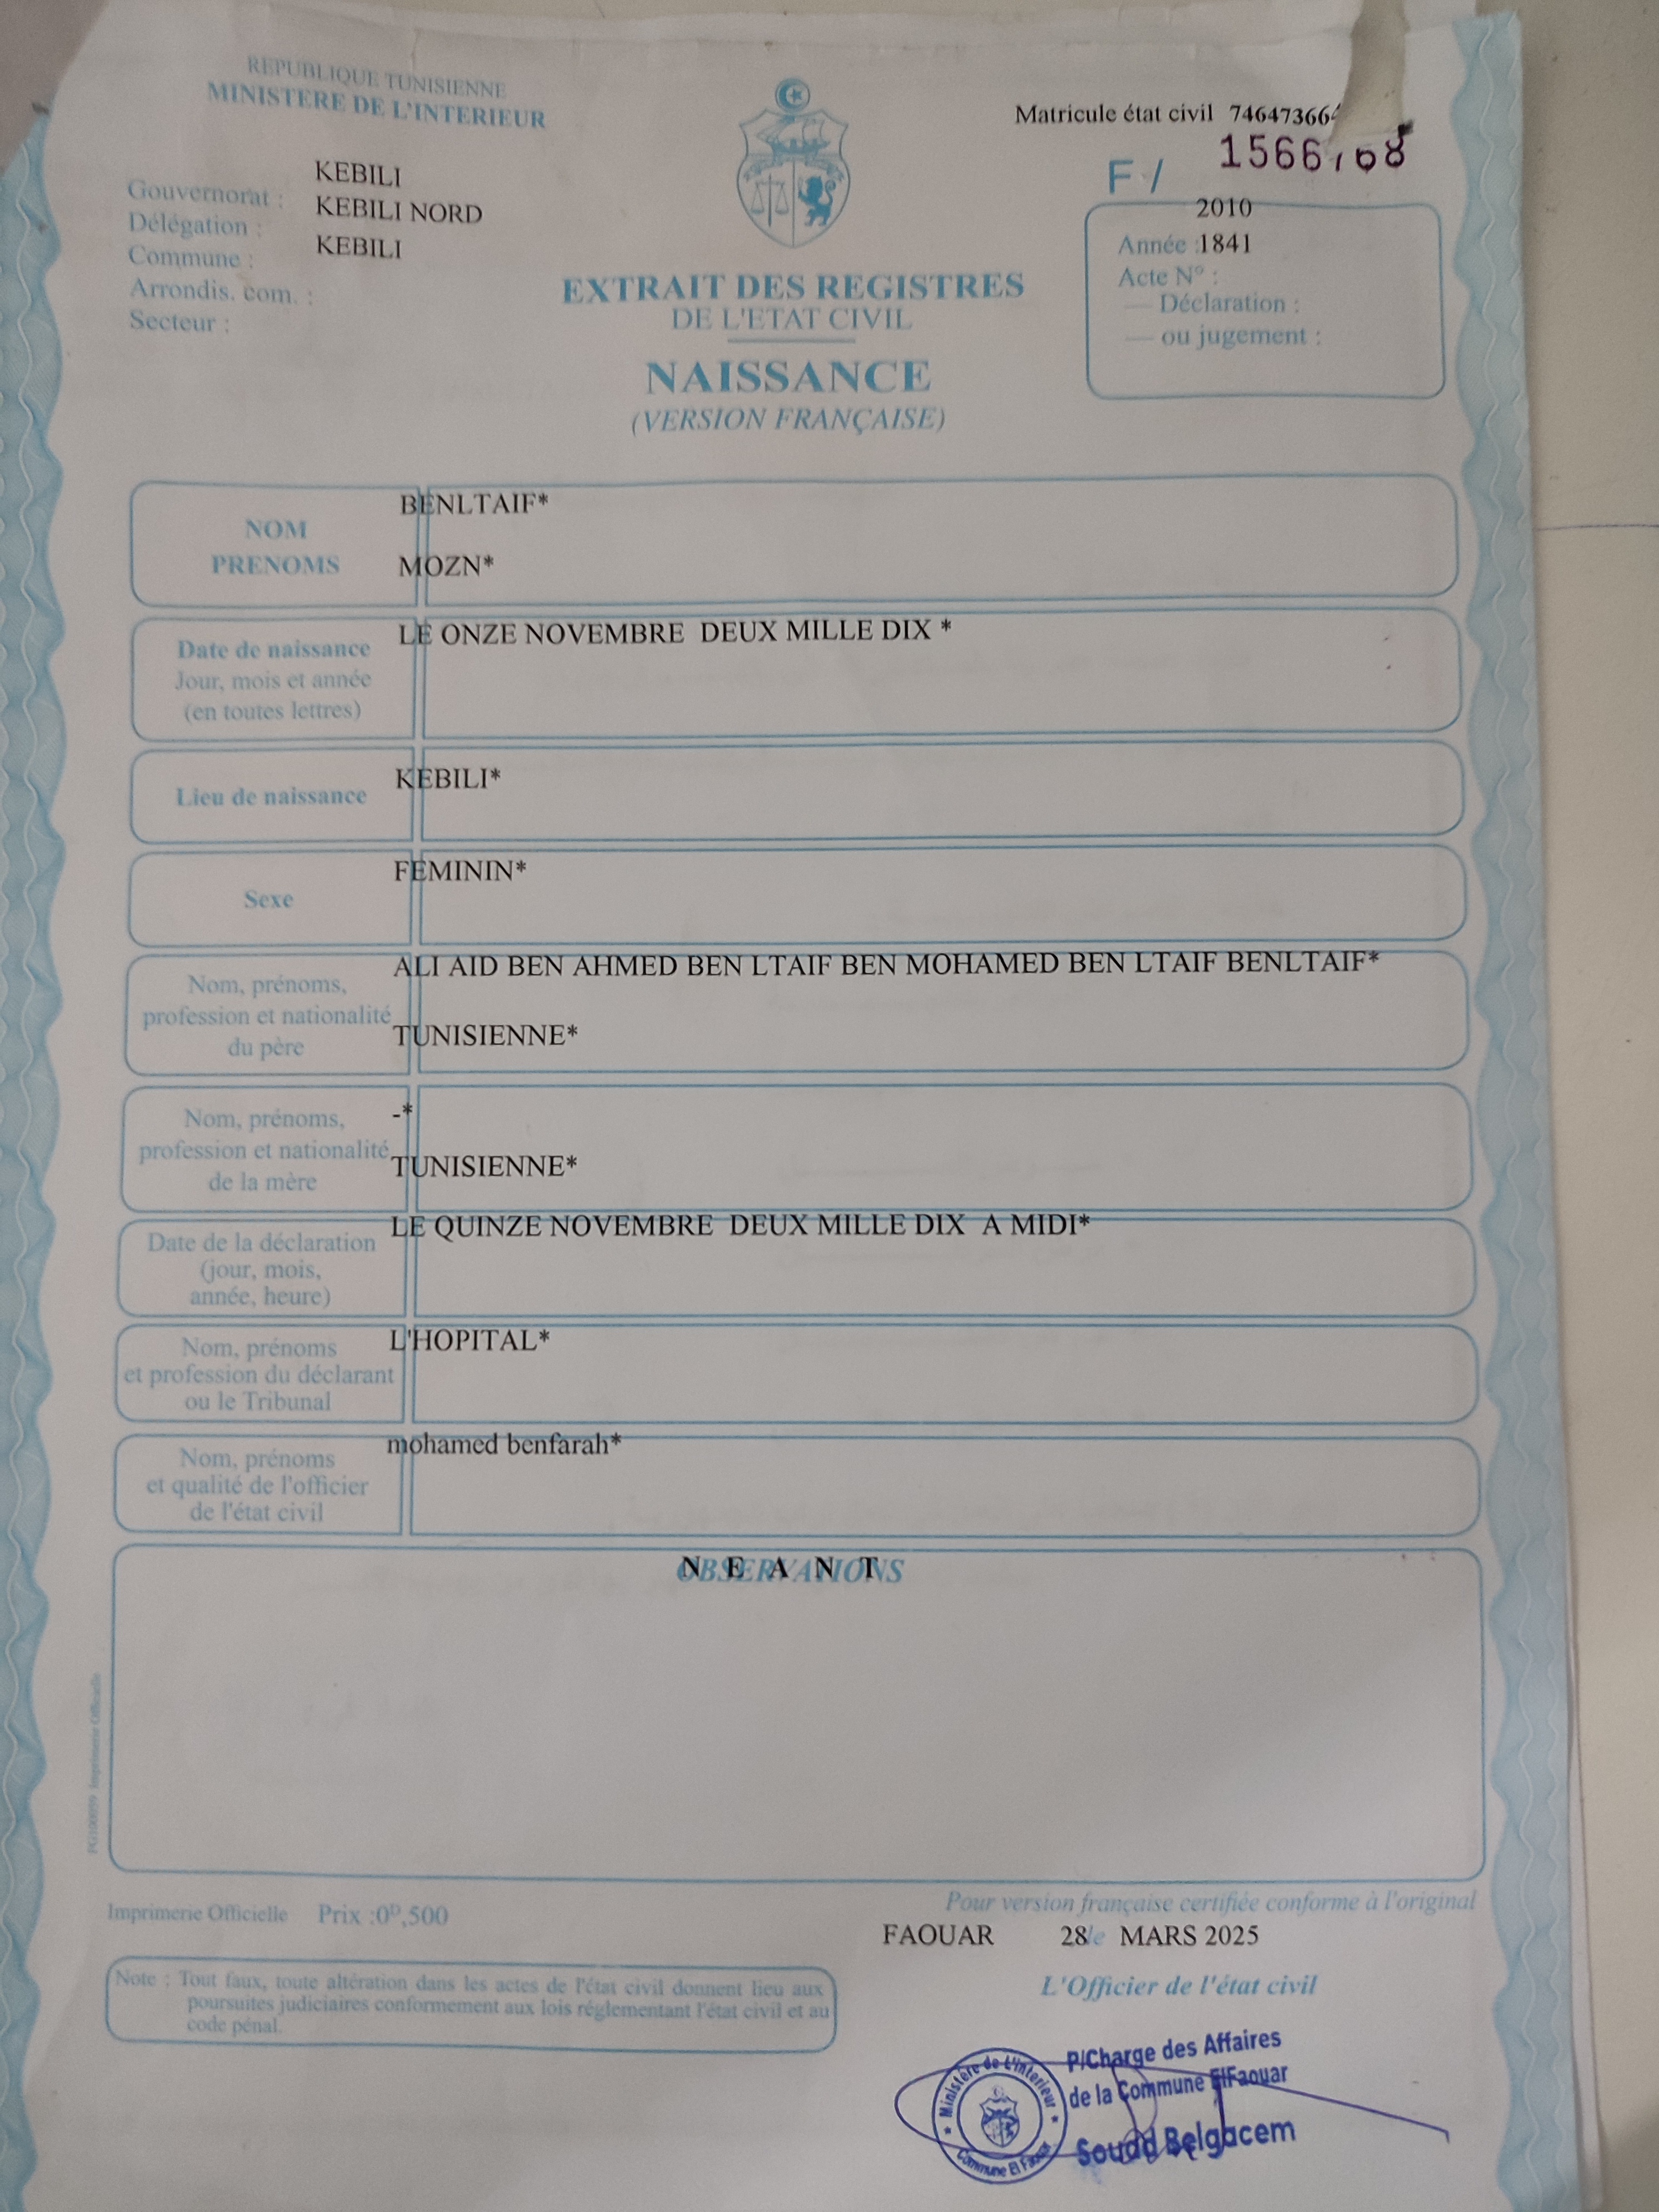 REPUBLIQUE TUNISIENNE
MINISTERE DE L'INTERIEUR
Matricule état civil
F /
KEBILI
Gouvernorat :
KEBILI NORD
Délégation :
KEBILI
Commune :
Arrondis. com. :
Secteur :
2010
Année :1841
Acte N° :
— Déclaration :
— ou jugement :
EXTRAIT DES REGISTRES
DE L'ETAT CIVIL
NAISSANCE
(VERSION FRANÇAISE)
BENLTAIF*
NOM
PRENOMS MOZN*
LE ONZE NOVEMBRE DEUX MILLE DIX *
Date de naissance
Jour, mois et année
(en toutes lettres)
KEBILI*
Lieu de naissance
FEMININ*
Sexe
ALI AID BEN AHMED BEN LTAIF BEN MOHAMED BEN LTAIF BENLTAIF*
Nom, prénoms,
profession et nationalité
du père
TUNISIENNE*
-*
Nom, prénoms,
profession et nationalité
de la mère
TUNISIENNE*
LE QUINZE NOVEMBRE DEUX MILLE DIX A MIDI*
Date de la déclaration
(jour, mois,
année, heure)
L'HOPITAL*
Nom, prénoms
et profession du déclarant
ou le Tribunal
mohamed benfarah*
Nom, prénoms
et qualité de l'officier
de l'état civil
OBSERVATIONS
N E A N T
Imprimerie Officielle Prix :0ᴰ,500
Pour version française certifiée conforme à l'original
FAOUAR 28 le MARS 2025
L'Officier de l'état civil
Note : Tout faux, toute altération dans les actes de l'état civil donnent lieu aux
poursuites judiciaires conformement aux lois réglementant l'état civil et au
code pénal.
P/Charge des Affaires
de la Commune ElFaouar
Souad Belgacem
Ministère de L'interieur
Commune El Faouar